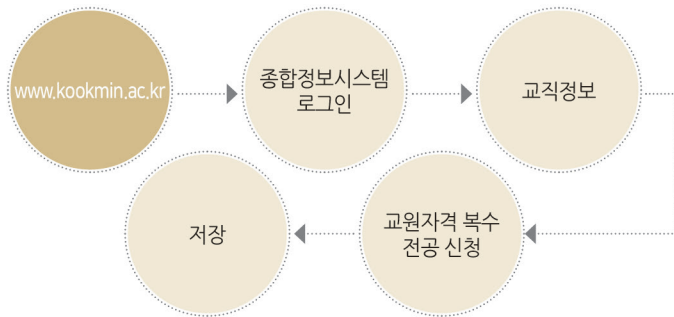 www.kookmin.ac.kr
종합정보시스템
로그인
교직정보
교원자격 복수
전공 신청
저장